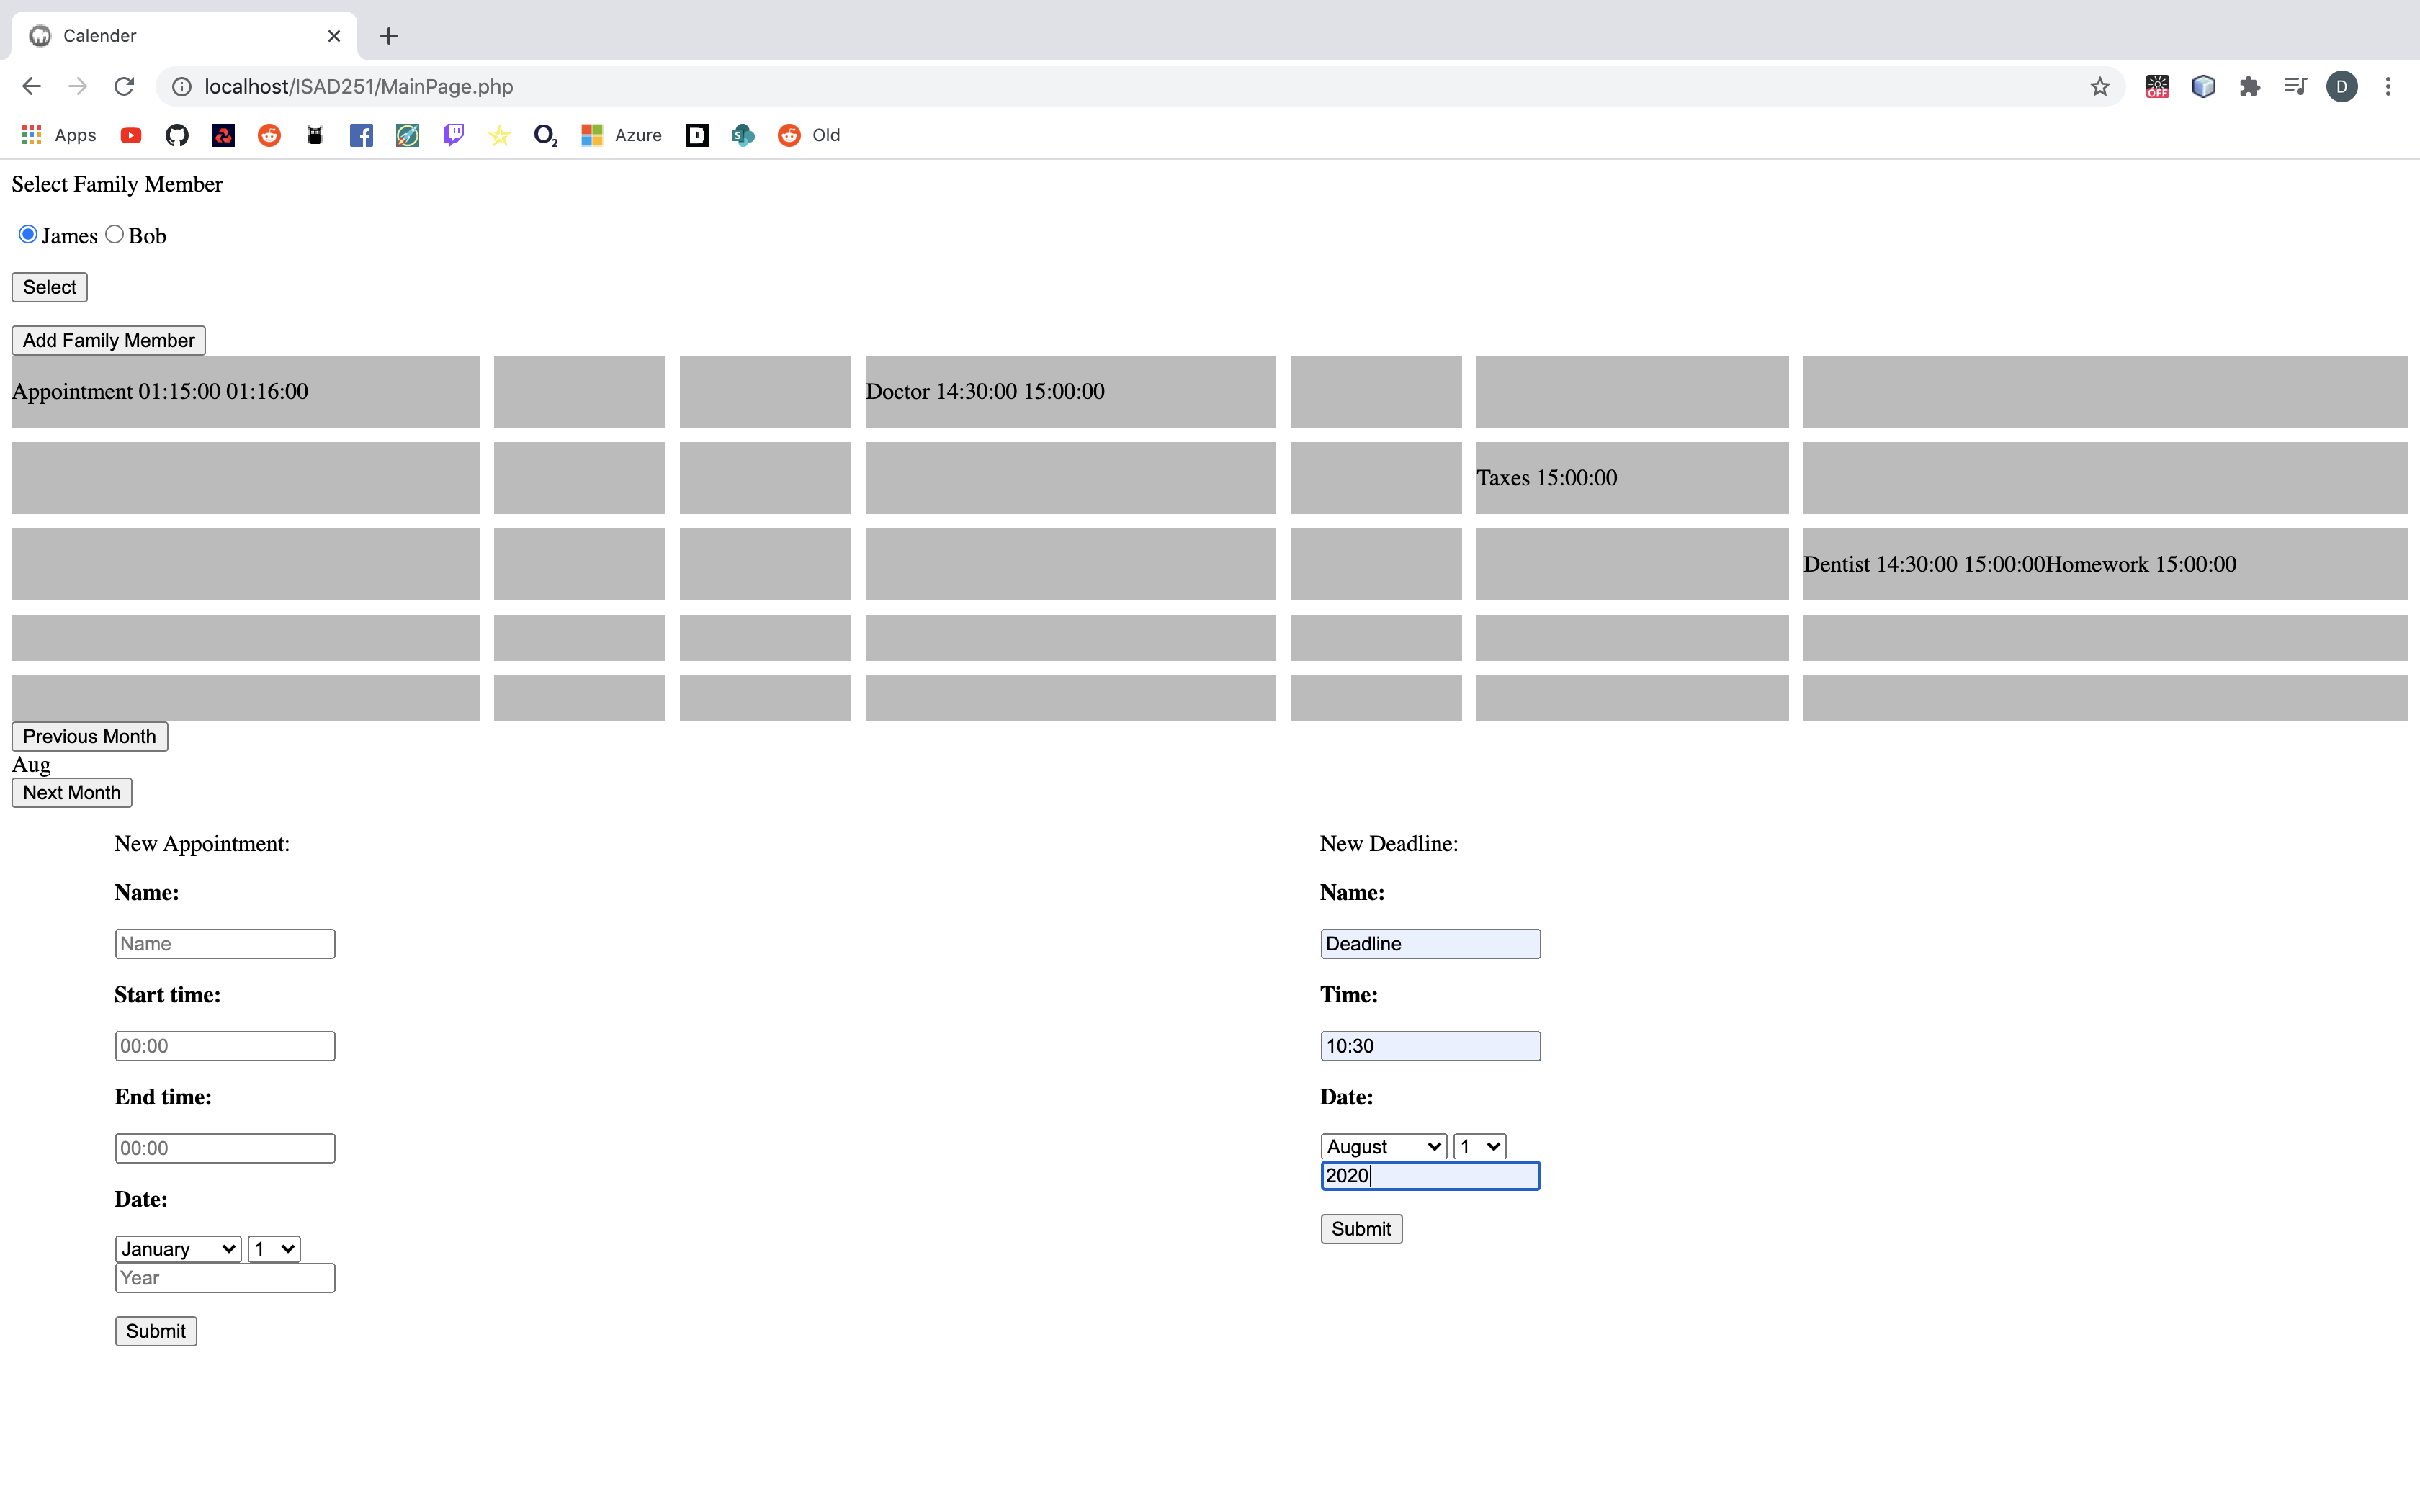 Calender
localhost/ISAD251/MainPage.php
OFF
D
Apps
O2
Azure
D
S
Old
Select Family Member
James Bob
Select
Add Family Member
Appointment 01:15:00 01:16:00
Doctor 14:30:00 15:00:00
Taxes 15:00:00
Dentist 14:30:00 15:00:00Homework 15:00:00
Previous Month
Aug
Next Month
New Appointment:
Name:
Name
Start time:
00:00
End time:
00:00
Date:
January 1
Year
Submit
New Deadline:
Name:
Deadline
Time:
10:30
Date:
August 1
2020
Submit